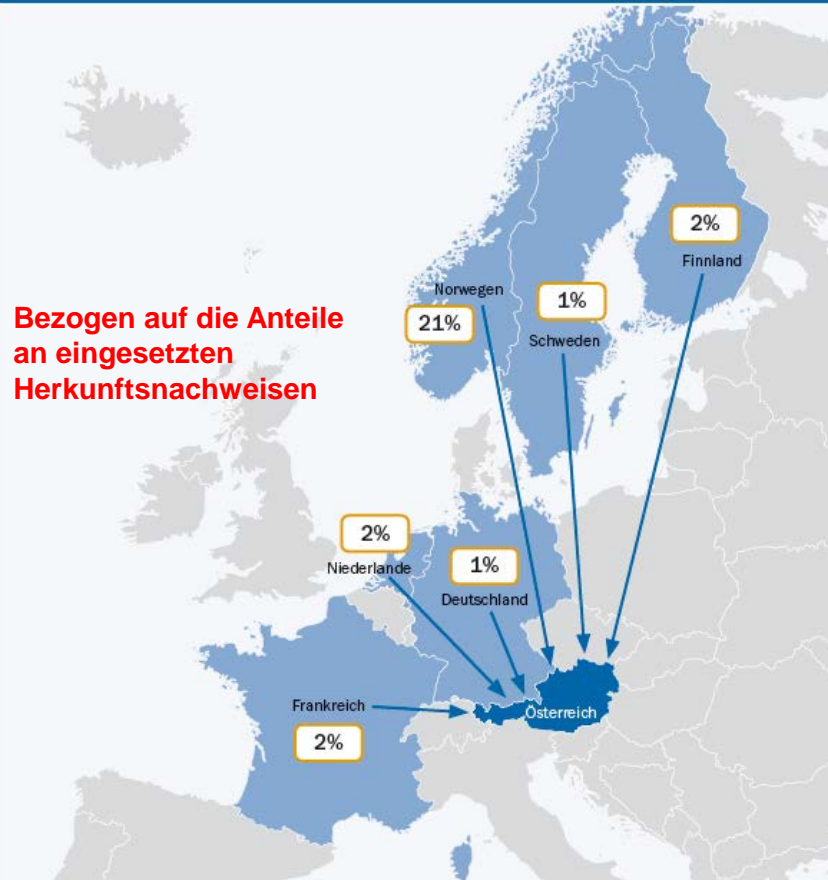 Bezogen auf die Anteile
an eingesetzten
Herkunftsnachweisen
2%
Finnland
Norwegen
21%
1%
Schweden
2%
Niederlande
1%
Deutschland
Frankreich
2%
Österreich